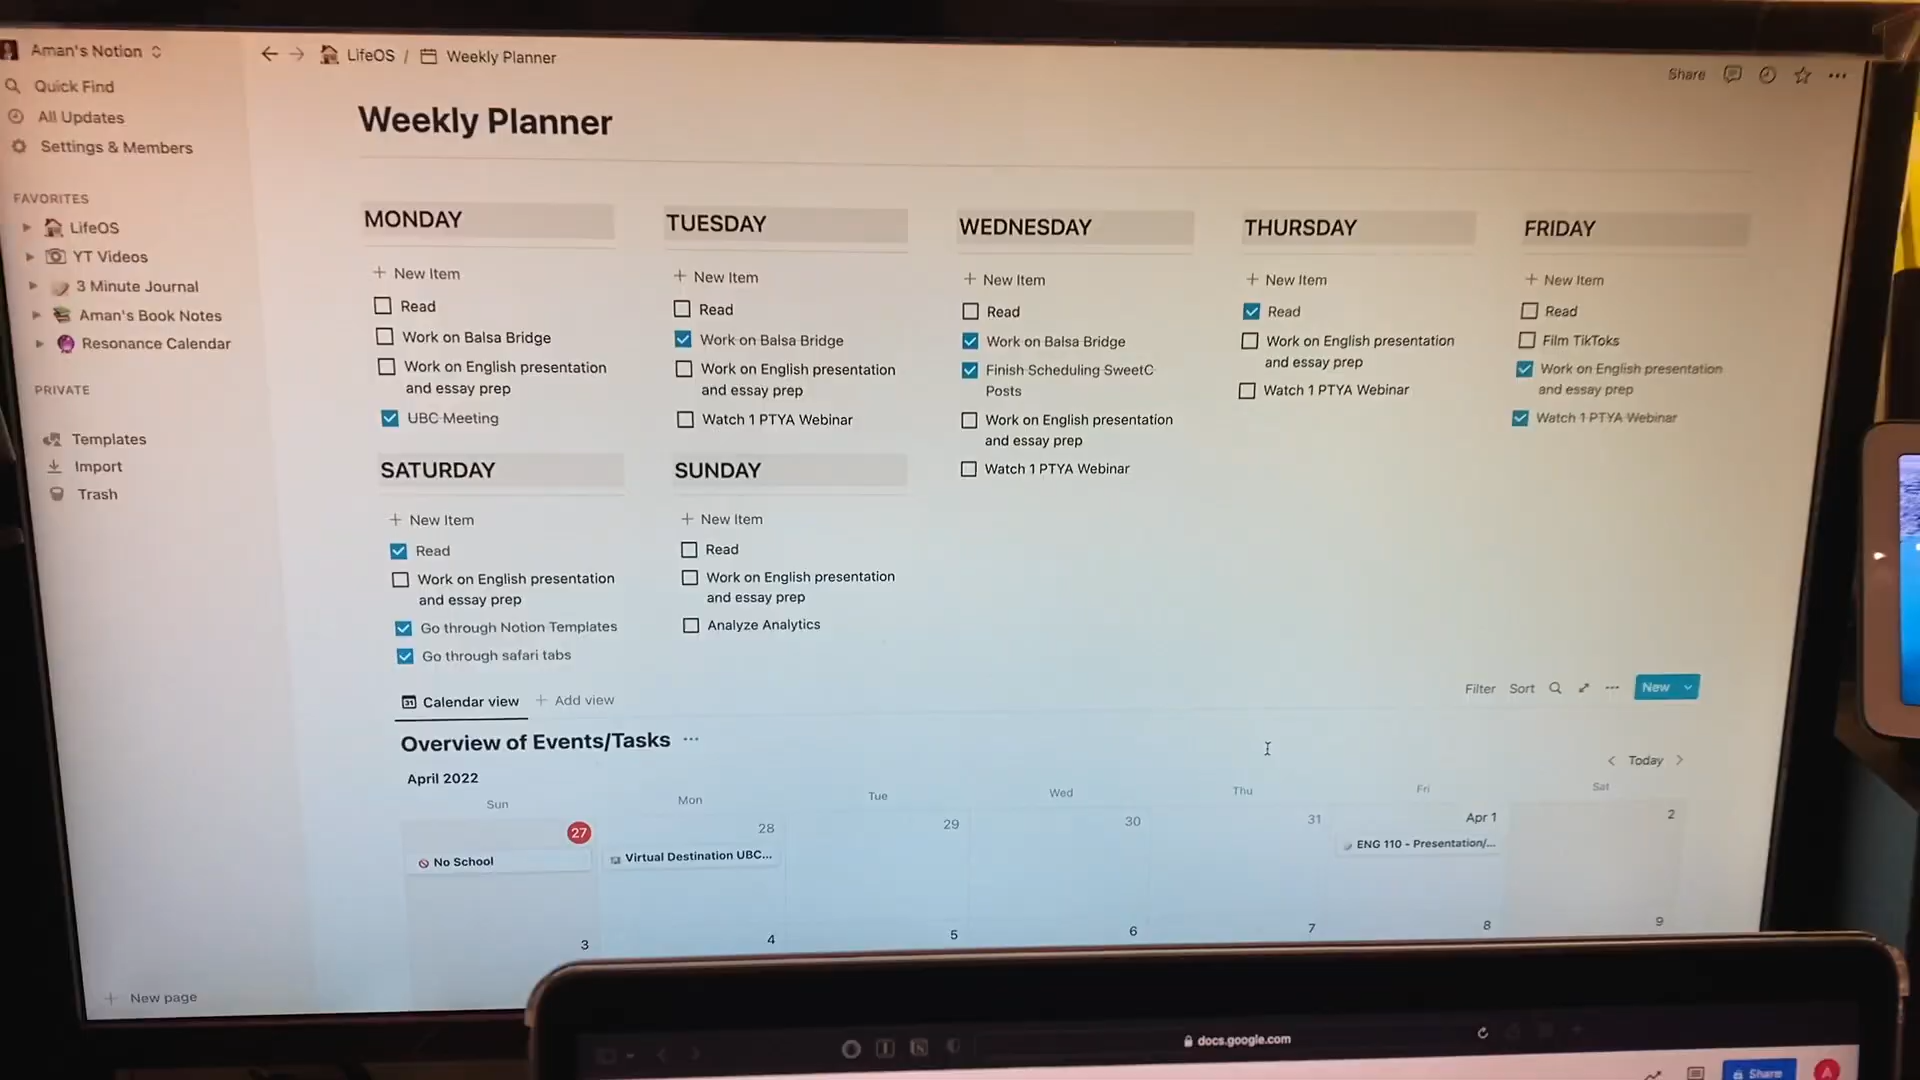 Aman's Notion
LifeOS / Weekly Planner
Share
Quick Find
All Updates
Settings & Members
FAVORITES
LifeOS
YT Videos
3 Minute Journal
Aman's Book Notes
Resonance Calendar
PRIVATE
Templates
Import
Trash
New page
Weekly Planner
MONDAY
New Item
Read
Work on Balsa Bridge
Work on English presentation
and essay prep
UBC Meeting
TUESDAY
New Item
Read
Work on Balsa Bridge
Work on English presentation
and essay prep
Watch 1 PTYA Webinar
WEDNESDAY
New Item
Read
Work on Balsa Bridge
Finish Scheduling SweetC
Posts
Work on English presentation
and essay prep
Watch 1 PTYA Webinar
THURSDAY
New Item
Read
Work on English presentation
and essay prep
Watch 1 PTYA Webinar
FRIDAY
New Item
Read
Film TikToks
Work on English presentation
and essay prep
Watch 1 PTYA Webinar
SATURDAY
New Item
Read
Work on English presentation
and essay prep
Go through Notion Templates
Go through safari tabs
SUNDAY
New Item
Read
Work on English presentation
and essay prep
Analyze Analytics
Calendar view + Add view
Filter Sort New
Overview of Events/Tasks ...
April 2022
Today
Sun Mon Tue Wed Thu Fri Sat
27 28 29 30 31 Apr 1 2
No School
Virtual Destination UBC...
ENG 110 - Presentation/...
3 4 5 6 7 8 9
docs.google.com
Share
A